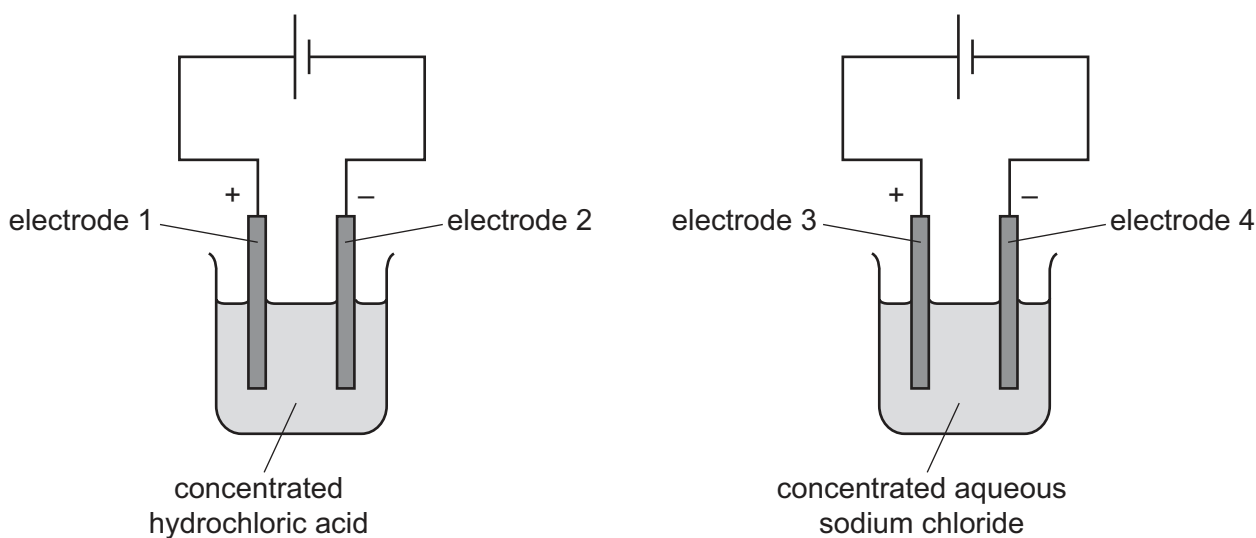 + –
electrode 1 electrode 2
concentrated
hydrochloric acid
+ –
electrode 3 electrode 4
concentrated aqueous
sodium chloride